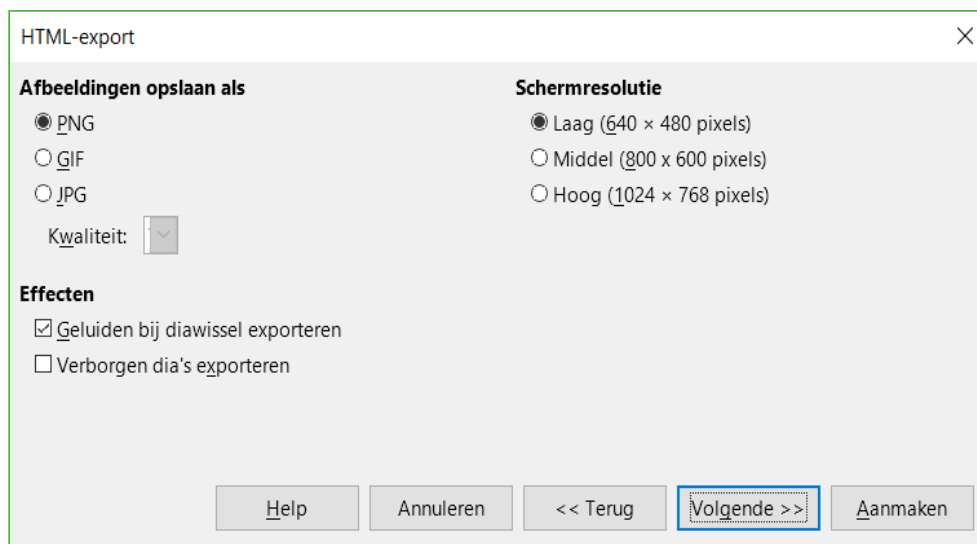 HTML-export
Afbeeldingen opslaan als
PNG
GIF
JPG
Kwaliteit:
Schermresolutie
Laag (640 × 480 pixels)
Middel (800 x 600 pixels)
Hoog (1024 × 768 pixels)
Effecten
Geluiden bij diawissel exporteren
Verborgen dia's exporteren
Help
Annuleren
<< Terug
Volgende >>
Aanmaken